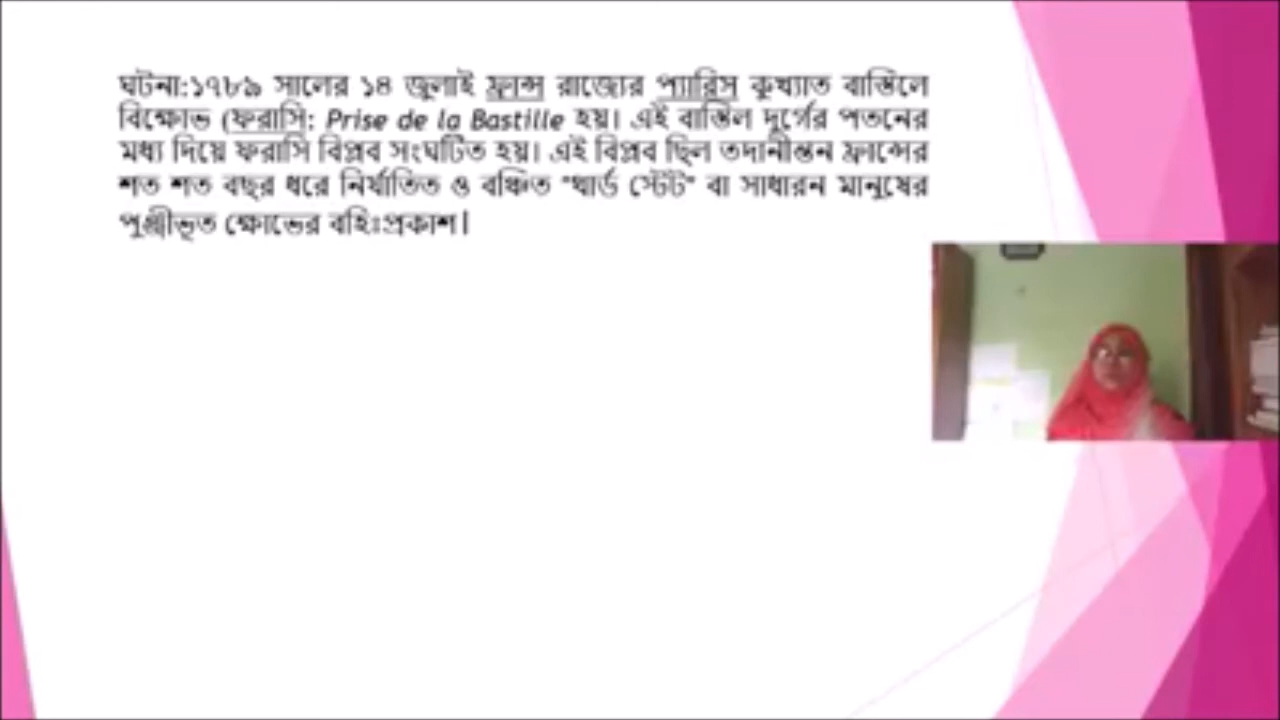 ঘটনা:১৭৮৯ সালের ১৪ জুলাই ফ্রান্স রাজ্যের প্যারিস কুখ্যাত বাস্তিলে
বিক্ষোভ (ফরাসি: Prise de la Bastille হয়। এই বাস্তিল দুর্গের পতনের
মধ্য দিয়ে ফরাসি বিপ্লব সংঘটিত হয়। এই বিপ্লব ছিল তদানীন্তন ফ্রান্সের
শত শত বছর ধরে নির্যাতিত ও বঞ্চিত "থার্ড স্টেট" বা সাধারন মানুষের
পুঞ্জীভূত ক্ষোভের বহিঃপ্রকাশ।